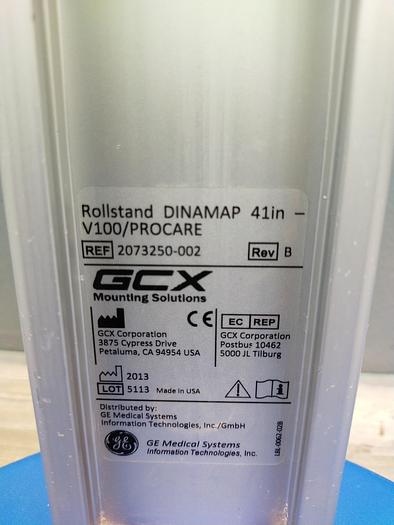 Rollstand DINAMAP 41in –
V100/PROCARE
REF 2073250-002 Rev B
GCX
Mounting Solutions
CE EC REP
GCX Corporation
3875 Cypress Drive
Petaluma, CA 94954 USA
GCX Corporation
Postbus 10462
5000 JL Tilburg
2013
LOT 5113 Made in USA
Distributed by:
GE Medical Systems
Information Technologies, Inc./GmbH
GE GE Medical Systems
Information Technologies, Inc.